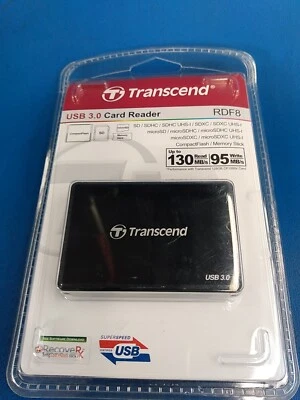 Transcend
USB 3.0 Card Reader
RDF8
SD / SDHC / SDHC UHS-I / SDXC / SDXC UHS-I
microSD / microSDHC / microSDHC UHS-I
microSDXC / microSDXC UHS-I
CompactFlash / Memory Stick
Up to
130 Read MB/s 95 Write MB/s
Transcend
USB 3.0
RecoveRx
SUPERSPEED
USB